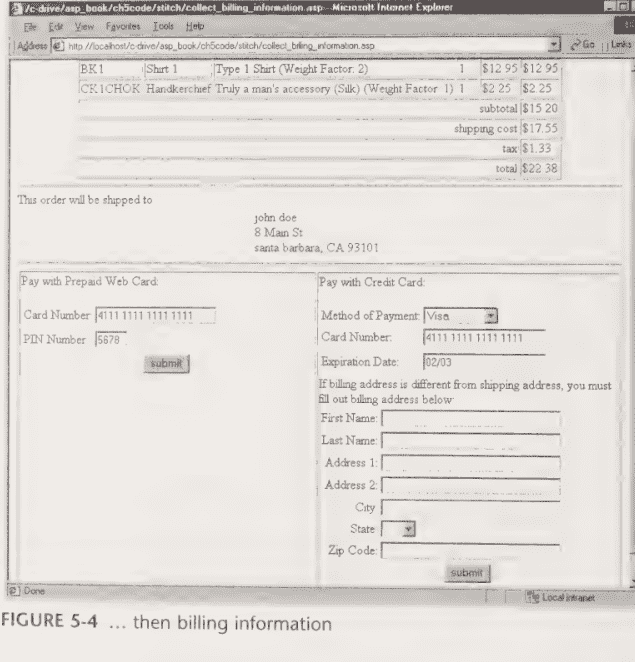 /c-drive/asp_book/ch5code/stitch/collect_billing_information.asp - Microsoft Internet Explorer
File Edit View Favorites Tools Help
Address http://localhost/c-drive/asp_book/ch5code/stitch/collect_billing_information.asp Go Links
BK1 Shirt 1 Type 1 Shirt (Weight Factor: 2) 1 $12.95 $12.95
CK1CHOK Handkerchief Truly a man's accessory (Silk) (Weight Factor 1) 1 $2.25 $2.25
subtotal $15.20
shipping cost $17.55
tax $1.33
total $22.38
This order will be shipped to
john doe
8 Main St
santa barbara, CA 93101
Pay with Prepaid Web Card:
Card Number 4111 1111 1111 1111
PIN Number 5678
submit
Pay with Credit Card:
Method of Payment: Visa
Card Number: 4111 1111 1111 1111
Expiration Date: 02/03
If billing address is different from shipping address, you must
fill out billing address below
First Name:
Last Name:
Address 1:
Address 2:
City
State:
Zip Code:
submit
Done
Local intranet
FIGURE 5-4 ... then billing information